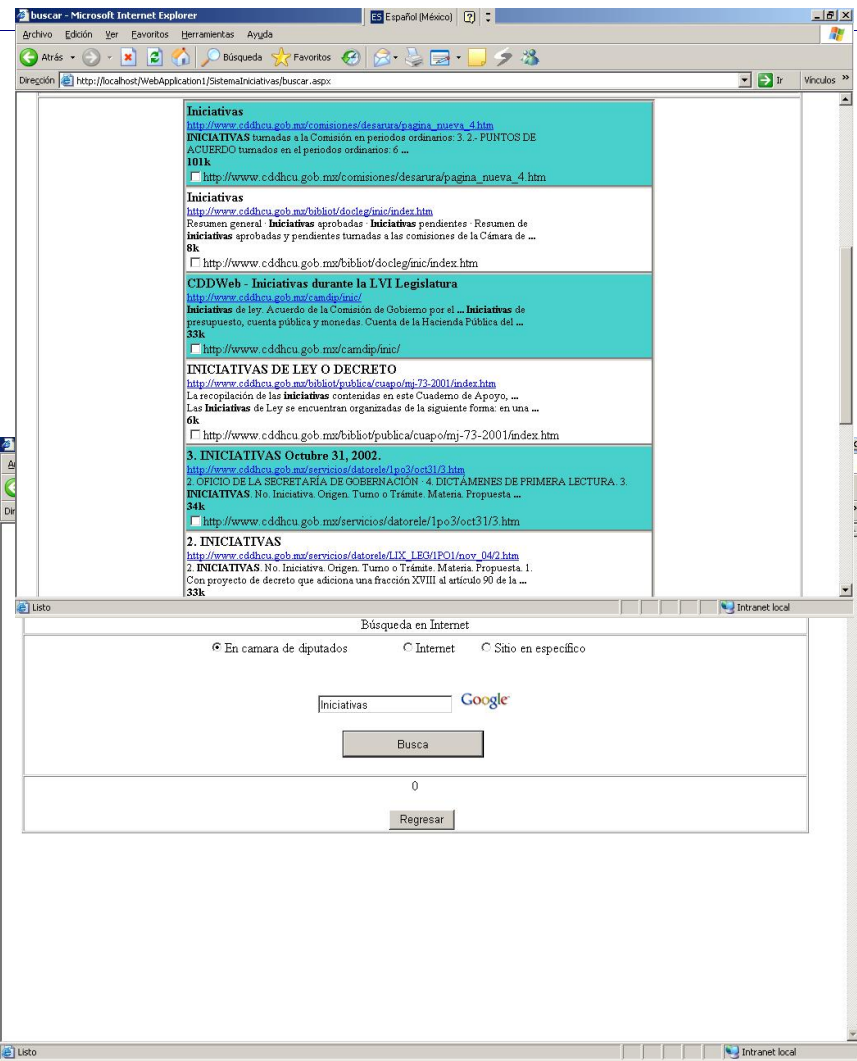 buscar - Microsoft Internet Explorer
ES Español (México)
Archivo Edición Ver Favoritos Herramientas Ayuda
Atrás Búsqueda Favoritos
Dirección http://localhost/WebApplication1/SistemaIniciativas/buscar.aspx Ir Vínculos »
Iniciativas
http://www.cddhcu.gob.mx/comisiones/desarura/pagina_nueva_4.htm
INICIATIVAS turnadas a la Comisión en periodos ordinarios: 3. 2.- PUNTOS DE
ACUERDO turnados en el periodos ordinarios: 6 ...
101k
http://www.cddhcu.gob.mx/comisiones/desarura/pagina_nueva_4.htm
Iniciativas
http://www.cddhcu.gob.mx/bibliot/docleg/inic/index.htm
Resumen general · Iniciativas aprobadas · Iniciativas pendientes · Resumen de
iniciativas aprobadas y pendientes turnadas a las comisiones de la Cámara de ...
8k
http://www.cddhcu.gob.mx/bibliot/docleg/inic/index.htm
CDDWeb - Iniciativas durante la LVI Legislatura
http://www.cddhcu.gob.mx/camdip/inic/
Iniciativas de ley. Acuerdo de la Comisión de Gobierno por el ... Iniciativas de
presupuesto, cuenta pública y monedas. Cuenta de la Hacienda Pública del ...
33k
http://www.cddhcu.gob.mx/camdip/inic/
INICIATIVAS DE LEY O DECRETO
http://www.cddhcu.gob.mx/bibliot/publica/cuapo/mj-73-2001/index.htm
La recopilación de las iniciativas contenidas en este Cuaderno de Apoyo, ...
Las Iniciativas de Ley se encuentran organizadas de la siguiente forma: en una ...
6k
http://www.cddhcu.gob.mx/bibliot/publica/cuapo/mj-73-2001/index.htm
3. INICIATIVAS Octubre 31, 2002.
http://www.cddhcu.gob.mx/servicios/datorele/1po3/oct31/3.htm
2. OFICIO DE LA SECRETARÍA DE GOBERNACIÓN · 4. DICTÁMENES DE PRIMERA LECTURA. 3.
INICIATIVAS. No. Iniciativa. Origen. Turno o Trámite. Materia. Propuesta ...
34k
http://www.cddhcu.gob.mx/servicios/datorele/1po3/oct31/3.htm
2. INICIATIVAS
http://www.cddhcu.gob.mx/servicios/datorele/LIX_LEG/1PO1/nov_04/2.htm
2. INICIATIVAS. No. Iniciativa. Origen. Turno o Trámite. Materia. Propuesta. 1.
Con proyecto de decreto que adiciona una fracción XVIII al artículo 90 de la ...
33k
Listo Intranet local
Búsqueda en Internet
En camara de diputados Internet Sitio en específico
Iniciativas Google
Busca
0
Regresar
Listo Intranet local